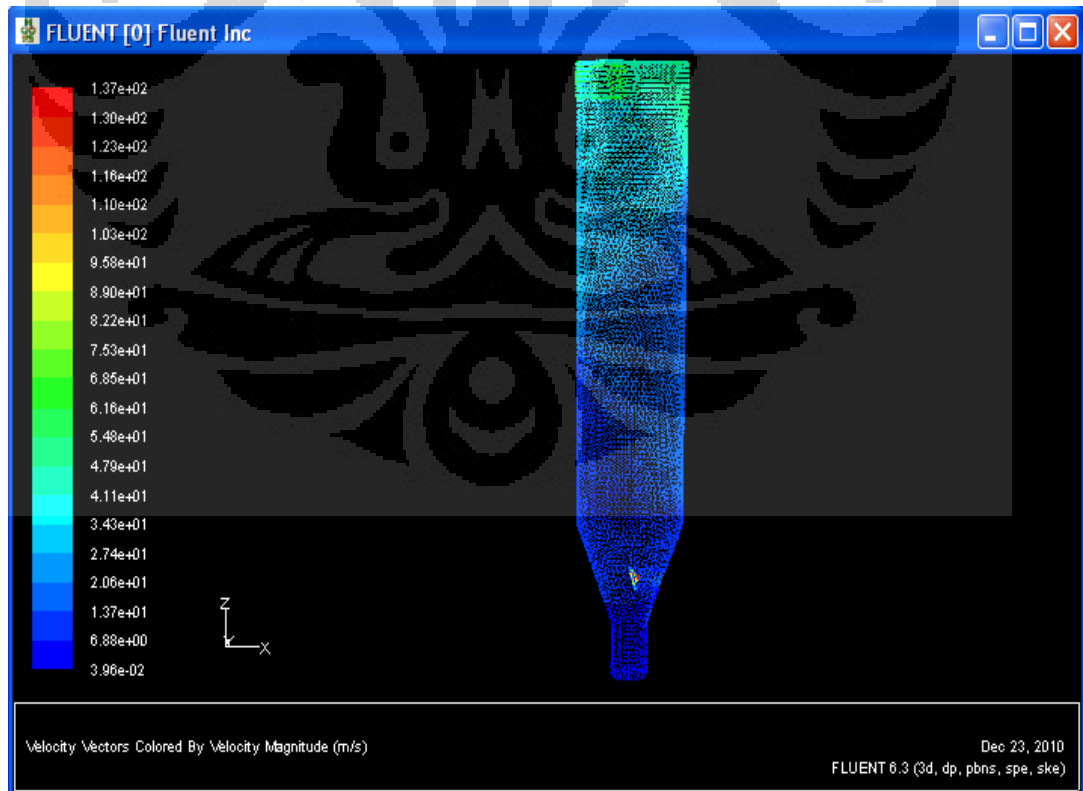 FLUENT [0] Fluent Inc
1.37e+02
1.30e+02
1.23e+02
1.16e+02
1.10e+02
1.03e+02
9.58e+01
8.90e+01
8.22e+01
7.53e+01
6.85e+01
6.16e+01
5.48e+01
4.79e+01
4.11e+01
3.43e+01
2.74e+01
2.06e+01
1.37e+01
6.88e+00
3.96e-02
Z
Y
X
Velocity Vectors Colored By Velocity Magnitude (m/s)
Dec 23, 2010
FLUENT 6.3 (3d, dp, pbns, spe, ske)